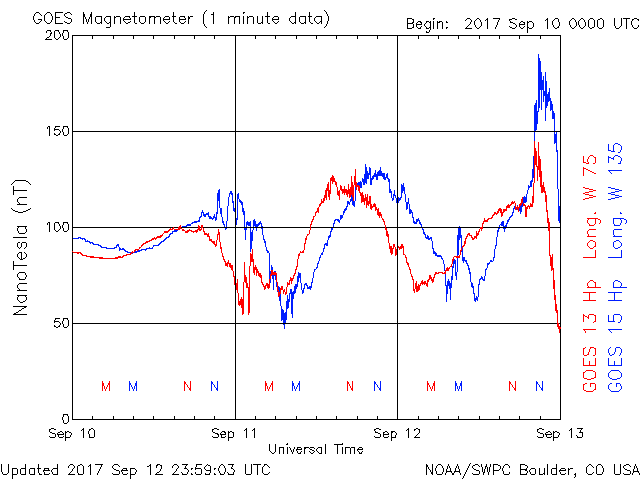 GOES Magnetometer (1 minute data)
Begin: 2017 Sep 10 0000 UTC
200
150
100
50
0
NanoTesla (nT)
M M N N M M N N M M N N
Sep 10 Sep 11 Sep 12 Sep 13
Universal Time
GOES 13 Hp Long. W 75
GOES 15 Hp Long. W 135
Updated 2017 Sep 12 23:59:03 UTC
NOAA/SWPC Boulder, CO USA